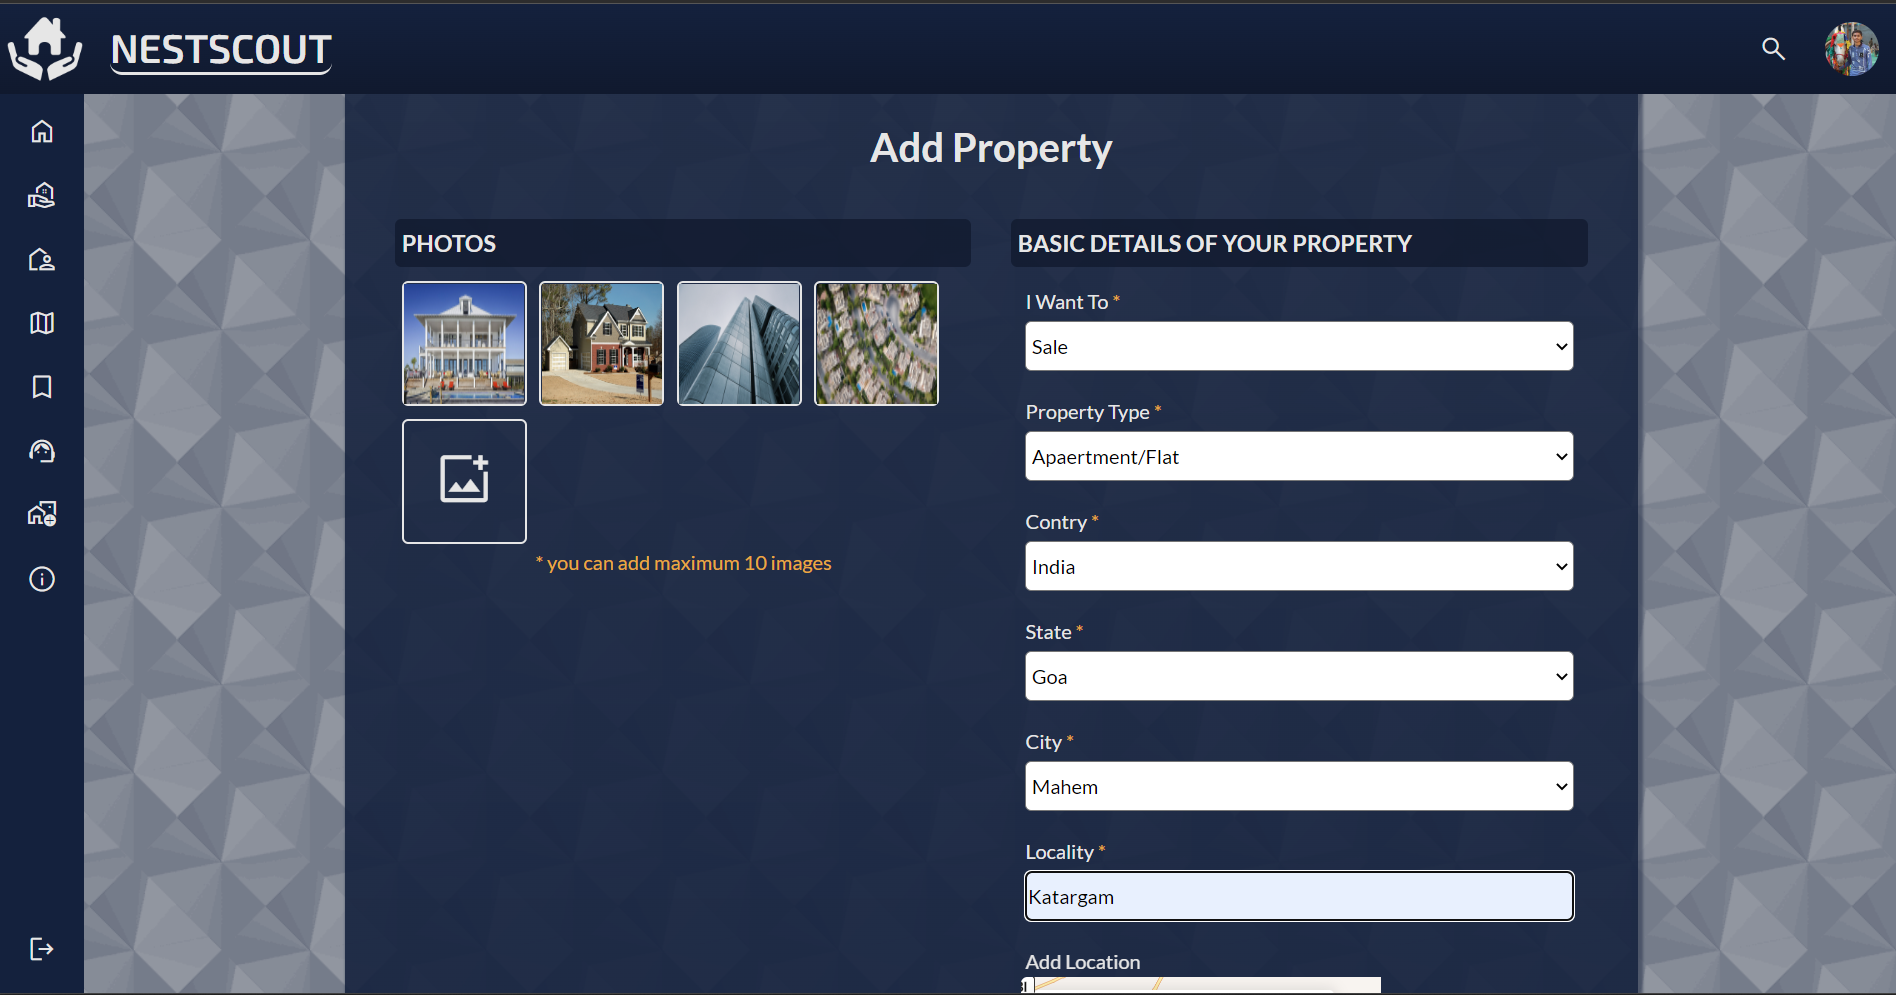 NESTSCOUT
Add Property
PHOTOS
* you can add maximum 10 images
BASIC DETAILS OF YOUR PROPERTY
I Want To *
Sale
Property Type *
Apaertment/Flat
Contry *
India
State *
Goa
City *
Mahem
Locality *
Katargam
Add Location